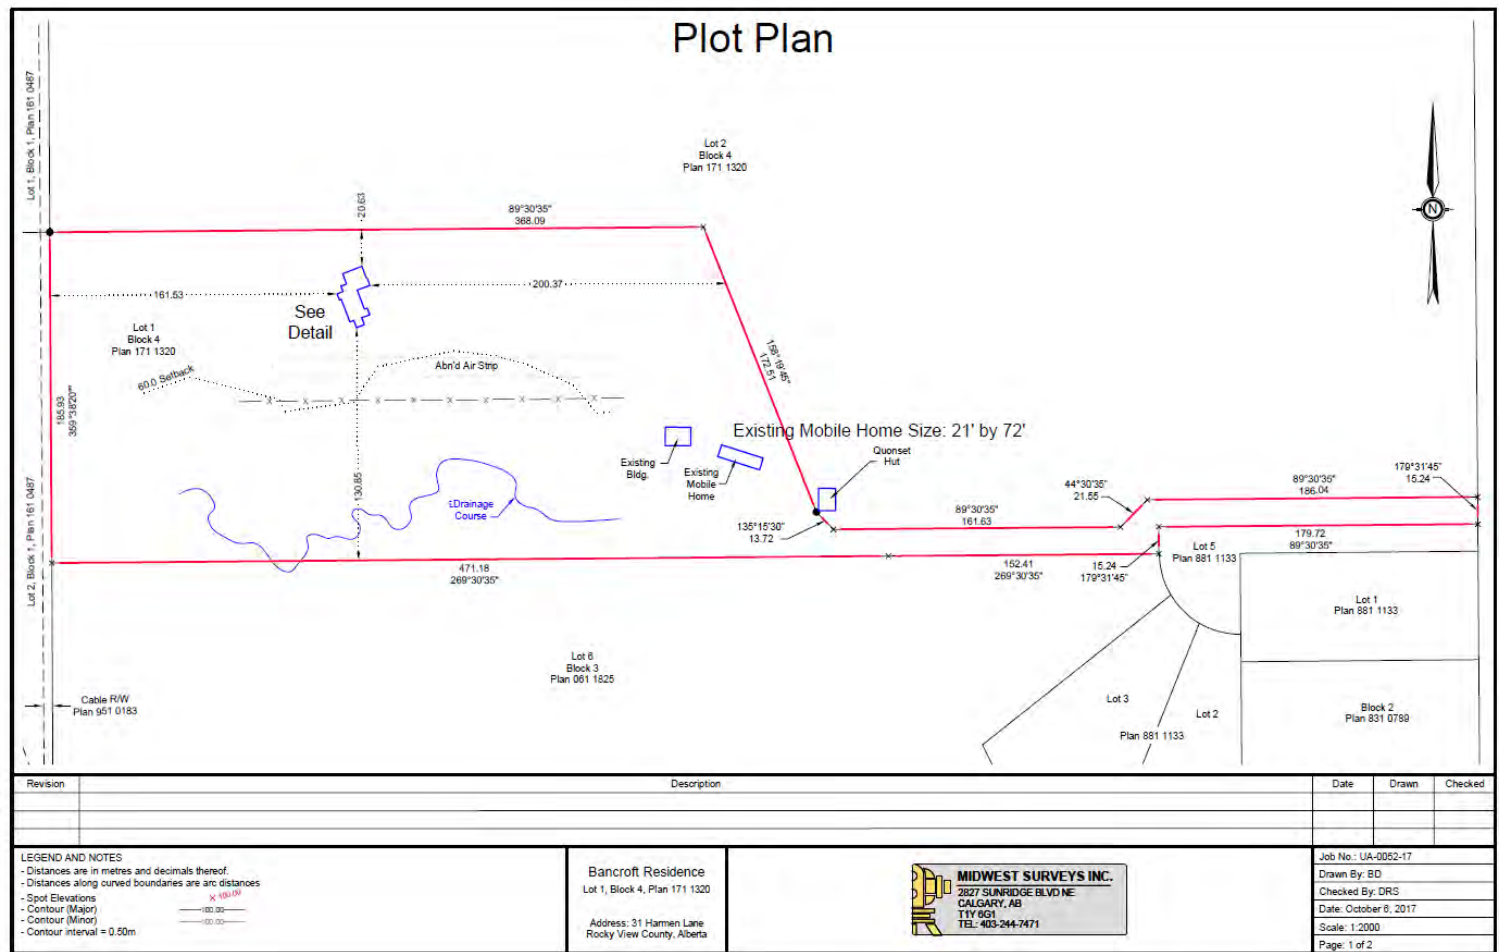 Plot Plan
Lot 1, Block 1, Plan 161 0487
Lot 2
Block 4
Plan 171 1320
20.63
89°30'35"
368.09
N
161.53
200.37
See
Detail
Lot 1
Block 4
Plan 171 1320
158°19'45"
172.51
60.0 Setback
Abn'd Air Strip
185.93
359°38'20"
Existing Mobile Home Size: 21' by 72'
Quonset
Hut
Existing
Bldg.
Existing
Mobile
Home
130.85
Drainage
Course
135°15'30"
13.72
89°30'35"
161.63
44°30'35"
21.55
89°30'35"
186.04
179°31'45"
15.24
179.72
89°30'35"
Lot 5
Plan 881 1133
15.24
179°31'45"
152.41
269°30'35"
471.18
269°30'35"
Lot 2, Block 1, Plan 161 0487
Lot 1
Plan 881 1133
Lot 6
Block 3
Plan 061 1825
Cable R/W
Plan 951 0183
Lot 3
Lot 2
Plan 881 1133
Block 2
Plan 831 0789
Revision Description Date Drawn Checked
LEGEND AND NOTES
- Distances are in metres and decimals thereof.
- Distances along curved boundaries are arc distances
- Spot Elevations × 100.00
- Contour (Major) 100.00
- Contour (Minor) 100.00
- Contour interval = 0.50m
Bancroft Residence
Lot 1, Block 4, Plan 171 1320
Address: 31 Harmen Lane
Rocky View County, Alberta
MIDWEST SURVEYS INC.
2827 SUNRIDGE BLVD NE
CALGARY, AB
T1Y 6G1
TEL: 403-244-7471
Job No.: UA-0052-17
Drawn By: BD
Checked By: DRS
Date: October 6, 2017
Scale: 1:2000
Page: 1 of 2